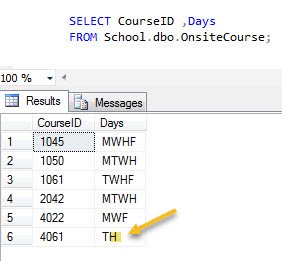 SELECT CourseID ,Days
FROM School.dbo.OnsiteCourse;
100 %
Results Messages
CourseID Days
1 1045 MWHF
2 1050 MTWH
3 1061 TWHF
4 2042 MTWH
5 4022 MWF
6 4061 TH